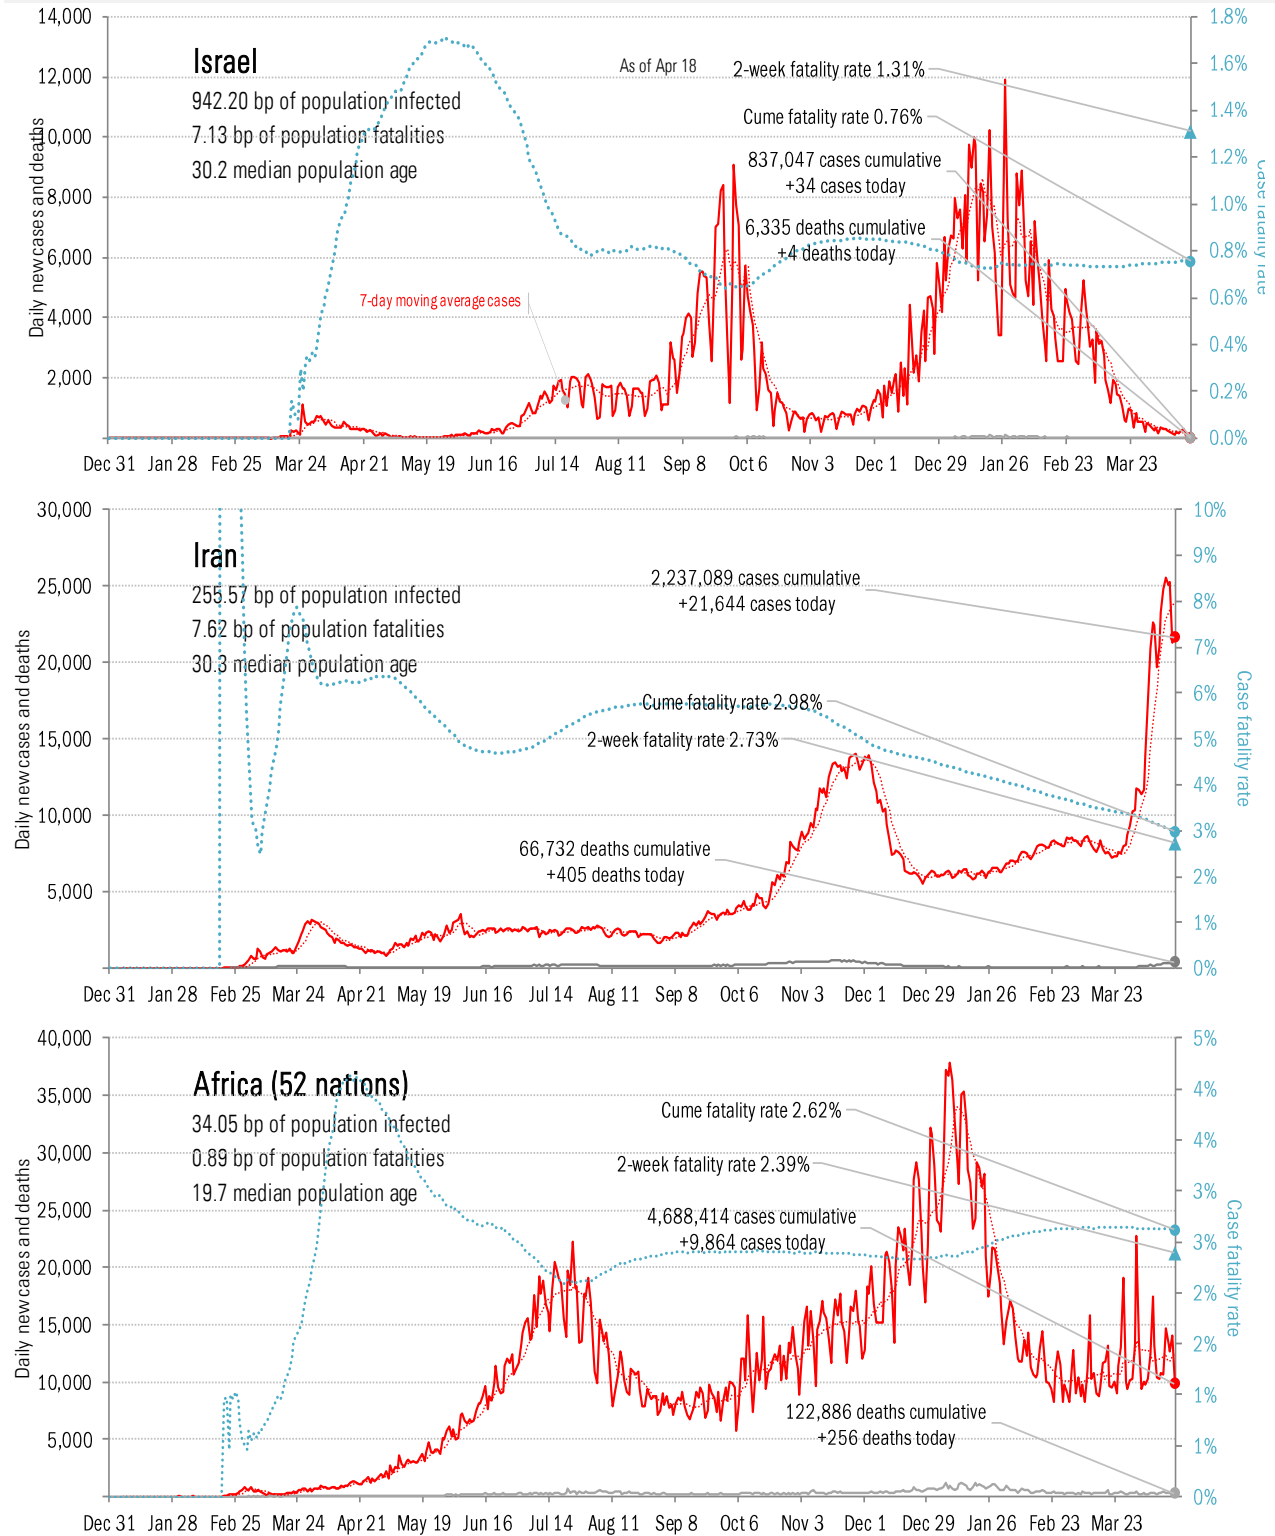 14,000
12,000
10,000
8,000
6,000
4,000
2,000
Daily new cases and deaths
Israel
942.20 bp of population infected
7.13 bp of population fatalities
30.2 median population age
As of Apr 18
2-week fatality rate 1.31%
Cume fatality rate 0.76%
837,047 cases cumulative
+34 cases today
6,335 deaths cumulative
+4 deaths today
7-day moving average cases
1.8%
1.6%
1.4%
1.2%
1.0%
0.8%
0.6%
0.4%
0.2%
0.0%
Case fatality rate
Dec 31 Jan 28 Feb 25 Mar 24 Apr 21 May 19 Jun 16 Jul 14 Aug 11 Sep 8 Oct 6 Nov 3 Dec 1 Dec 29 Jan 26 Feb 23 Mar 23
30,000
25,000
20,000
15,000
10,000
5,000
Daily new cases and deaths
Iran
255.57 bp of population infected
7.62 bp of population fatalities
30.3 median population age
2,237,089 cases cumulative
+21,644 cases today
Cume fatality rate 2.98%
2-week fatality rate 2.73%
66,732 deaths cumulative
+405 deaths today
10%
9%
8%
7%
6%
5%
4%
3%
2%
1%
0%
Case fatality rate
Dec 31 Jan 28 Feb 25 Mar 24 Apr 21 May 19 Jun 16 Jul 14 Aug 11 Sep 8 Oct 6 Nov 3 Dec 1 Dec 29 Jan 26 Feb 23 Mar 23
40,000
35,000
30,000
25,000
20,000
15,000
10,000
5,000
Daily new cases and deaths
Africa (52 nations)
34.05 bp of population infected
0.89 bp of population fatalities
19.7 median population age
Cume fatality rate 2.62%
2-week fatality rate 2.39%
4,688,414 cases cumulative
+9,864 cases today
122,886 deaths cumulative
+256 deaths today
5%
4%
4%
3%
3%
2%
2%
1%
1%
0%
Case fatality rate
Dec 31 Jan 28 Feb 25 Mar 24 Apr 21 May 19 Jun 16 Jul 14 Aug 11 Sep 8 Oct 6 Nov 3 Dec 1 Dec 29 Jan 26 Feb 23 Mar 23